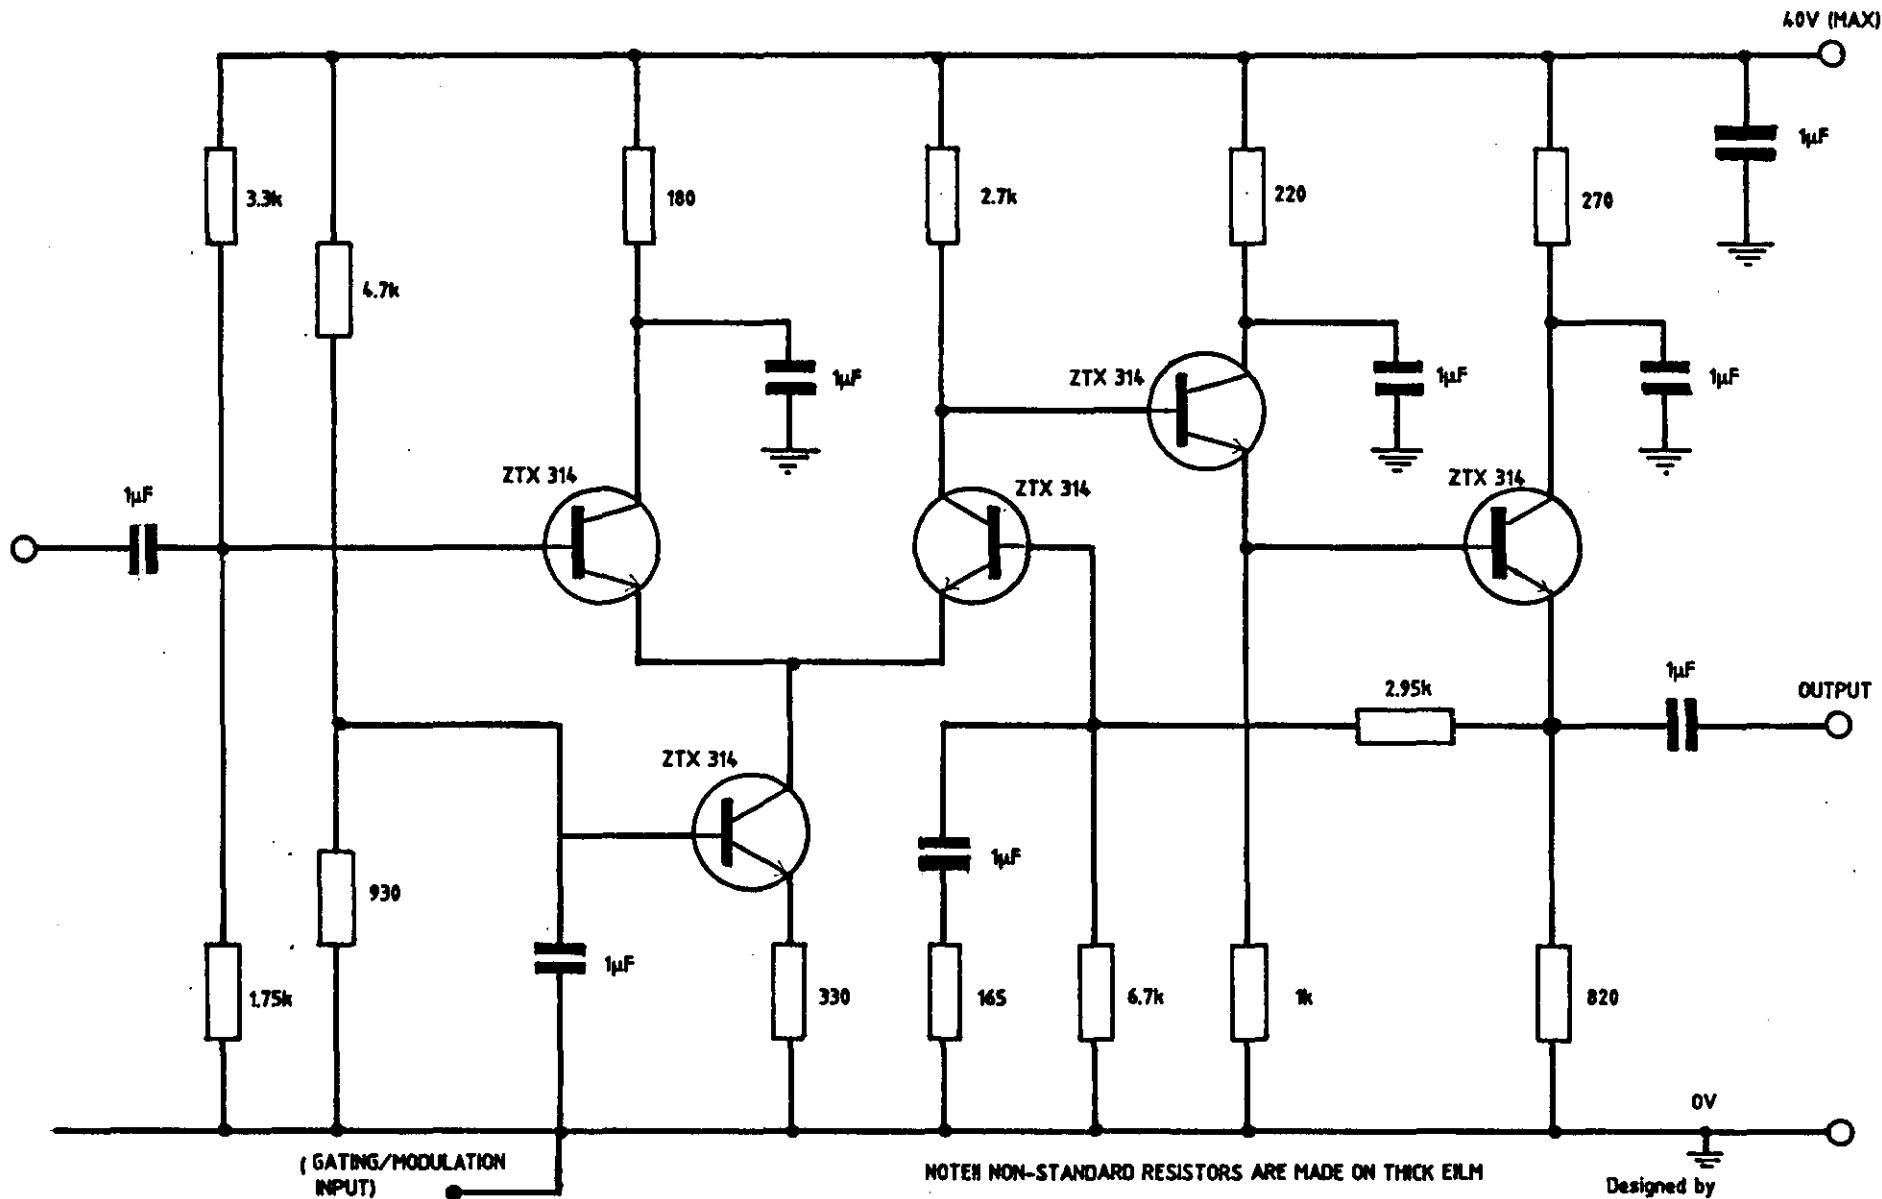 40V (MAX)
3.3k
4.7k
180
2.7k
220
270
1µF
1µF
1µF
1µF
ZTX 314
ZTX 314
ZTX 314
ZTX 314
1µF
ZTX 314
2.95k
1µF
OUTPUT
930
1µF
1µF
1.75k
330
165
6.7k
1k
820
0V
( GATING/MODULATION
INPUT)
NOTE!! NON-STANDARD RESISTORS ARE MADE ON THICK EILM
Designed by